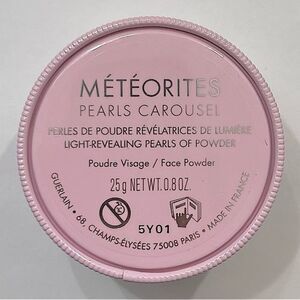 MÉTÉORITES
PEARLS CAROUSEL
PERLES DE POUDRE RÉVÉLATRICES DE LUMIÈRE
LIGHT-REVEALING PEARLS OF POWDER
Poudre Visage / Face Powder
25g NET WT. 0.8 OZ.
5Y01
GUERLAIN • 68, CHAMPS-ÉLYSÉES 75008 PARIS • MADE IN FRANCE